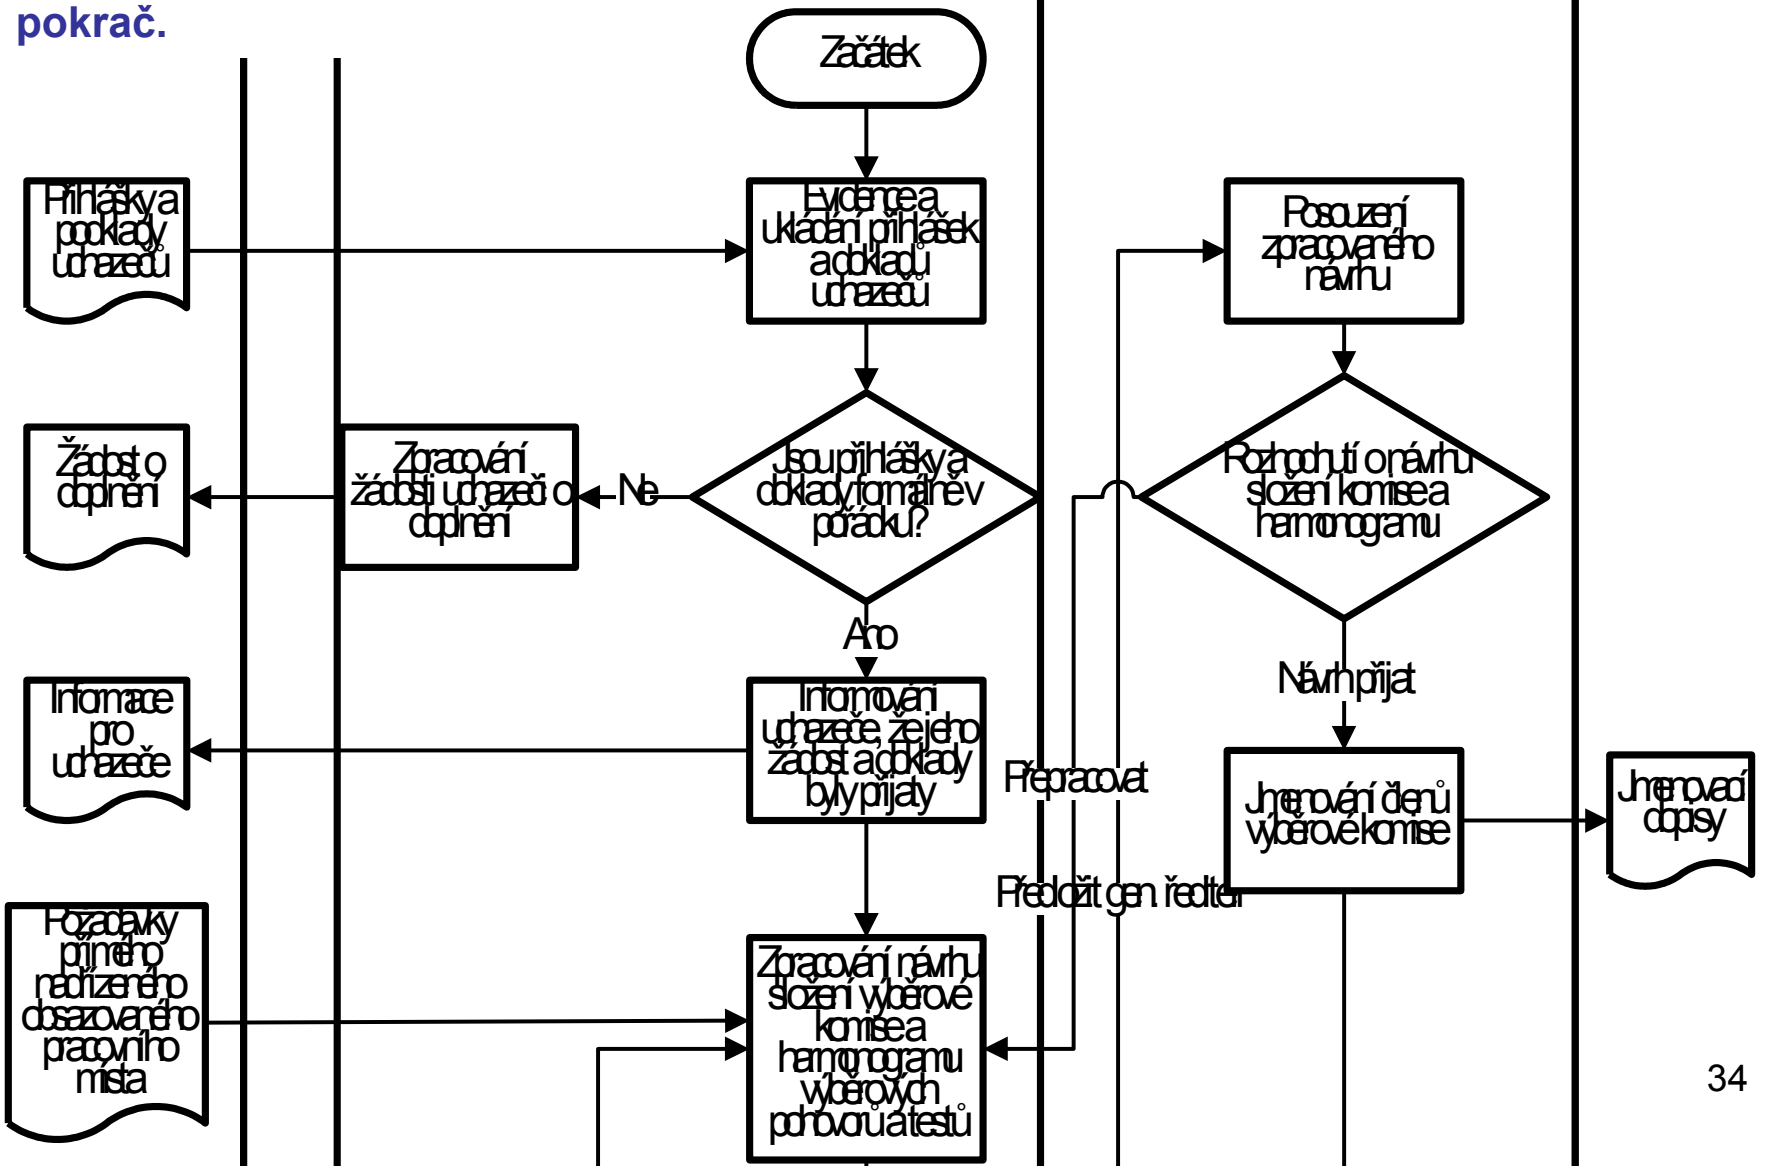 pokrač.
Začátek
Přihlášky a
podklady
uchazečů
Evidence a
ukládání přihlášek
a dokladů
uchazečů
Posouzení
zpracovaného
návrhu
Žádost o
doplnění
Zpracování
žádosti uchazeči o
doplnění
Ne
Jsou přihlášky a
doklady formálně v
pořádku?
Rozhodnutí o návrhu
složení komise a
harmonogramu
Ano
Návrh přijat
Informace
pro
uchazeče
Informování
uchazeče, že jeho
žádost a doklady
byly přijaty
Přepracovat
Jmenování členů
výběrové komise
Jmenovací
dopisy
Předložit gen. řediteli
Požadavky
přímého
nadřízeného
obsazovaného
pracovního
místa
Zpracování návrhu
složení výběrové
komise a
harmonogramu
výběrových
pohovorů a testů
34